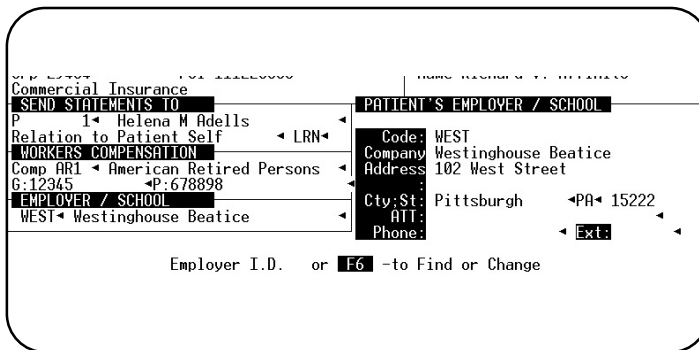 Commercial Insurance
SEND STATEMENTS TO
P 1◄ Helena M Adells ◄
Relation to Patient Self ◄ LRN◄
WORKERS COMPENSATION
Comp AR1 ◄ American Retired Persons ◄
G:12345 ◄P:678898 ◄
EMPLOYER / SCHOOL
WEST◄ Westinghouse Beatice ◄
PATIENT'S EMPLOYER / SCHOOL
Code: WEST
Company Westinghouse Beatice
Address 102 West Street
:
Cty;St: Pittsburgh ◄PA◄ 15222
ATT: ◄
Phone: ◄ Ext: ◄
Employer I.D. or F6 -to Find or Change